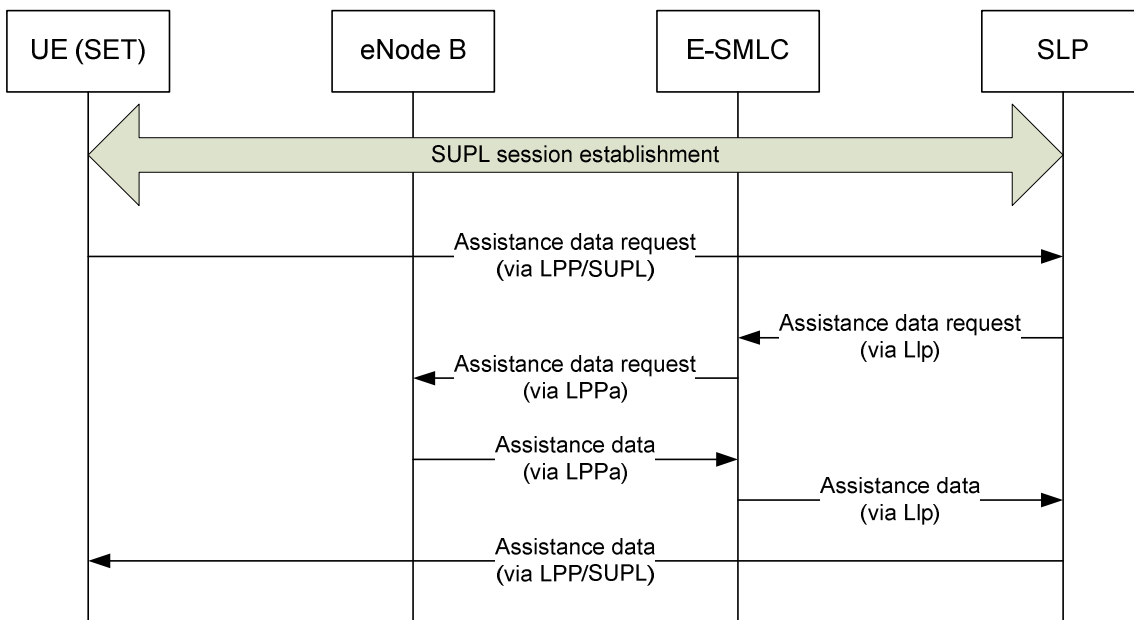 UE (SET)
eNode B
E-SMLC
SLP
SUPL session establishment
Assistance data request
(via LPP/SUPL)
Assistance data request
(via Llp)
Assistance data request
(via LPPa)
Assistance data
(via LPPa)
Assistance data
(via Llp)
Assistance data
(via LPP/SUPL)